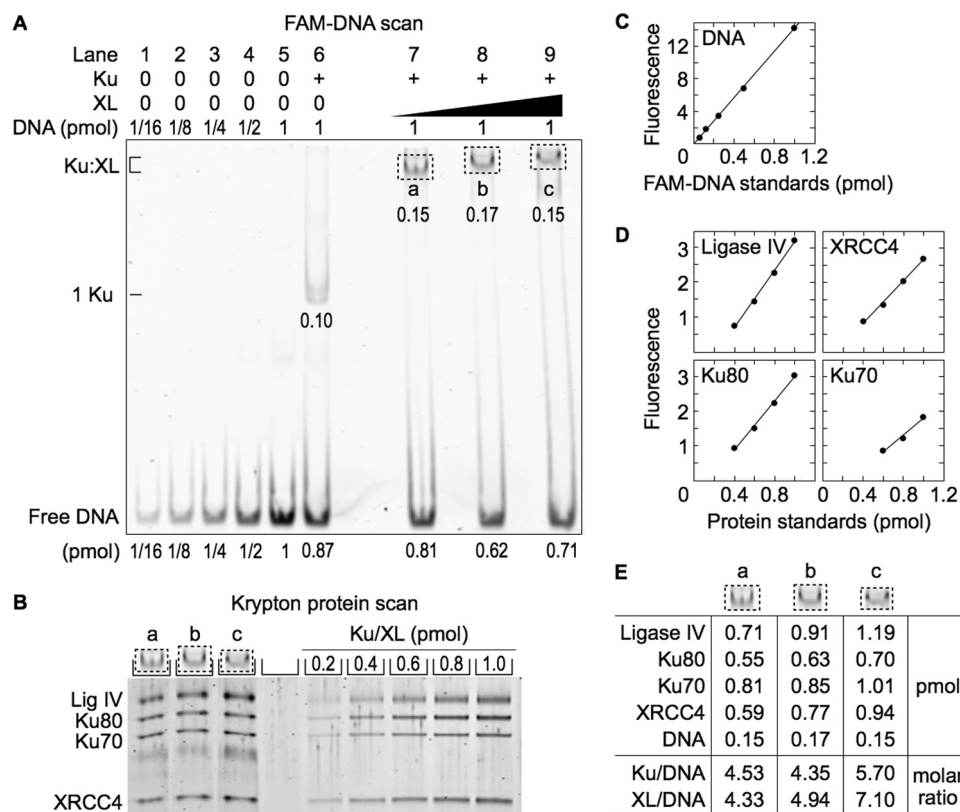 A FAM-DNA scan
Lane 1 2 3 4 5 6 7 8 9
Ku 0 0 0 0 0 + + + +
XL 0 0 0 0 0 0
DNA (pmol) 1/16 1/8 1/4 1/2 1 1 1 1 1
Ku:XL
a b c
0.15 0.17 0.15
1 Ku
0.10
Free DNA
(pmol) 1/16 1/8 1/4 1/2 1 0.87 0.81 0.62 0.71
B Krypton protein scan
a b c Ku/XL (pmol)
0.2 0.4 0.6 0.8 1.0
Lig IV
Ku80
Ku70
XRCC4
C
DNA
Fluorescence
12
8
4
0 0 0.4 0.8 1.2
FAM-DNA standards (pmol)
D
Ligase IV XRCC4
3
2
1
Ku80 Ku70
Fluorescence
3
2
1
0 0 0.4 0.8 0 0.4 0.8 1.2
Protein standards (pmol)
E a b c
Ligase IV 0.71 0.91 1.19
Ku80 0.55 0.63 0.70
Ku70 0.81 0.85 1.01 pmol
XRCC4 0.59 0.77 0.94
DNA 0.15 0.17 0.15
Ku/DNA 4.53 4.35 5.70 molar
XL/DNA 4.33 4.94 7.10 ratio